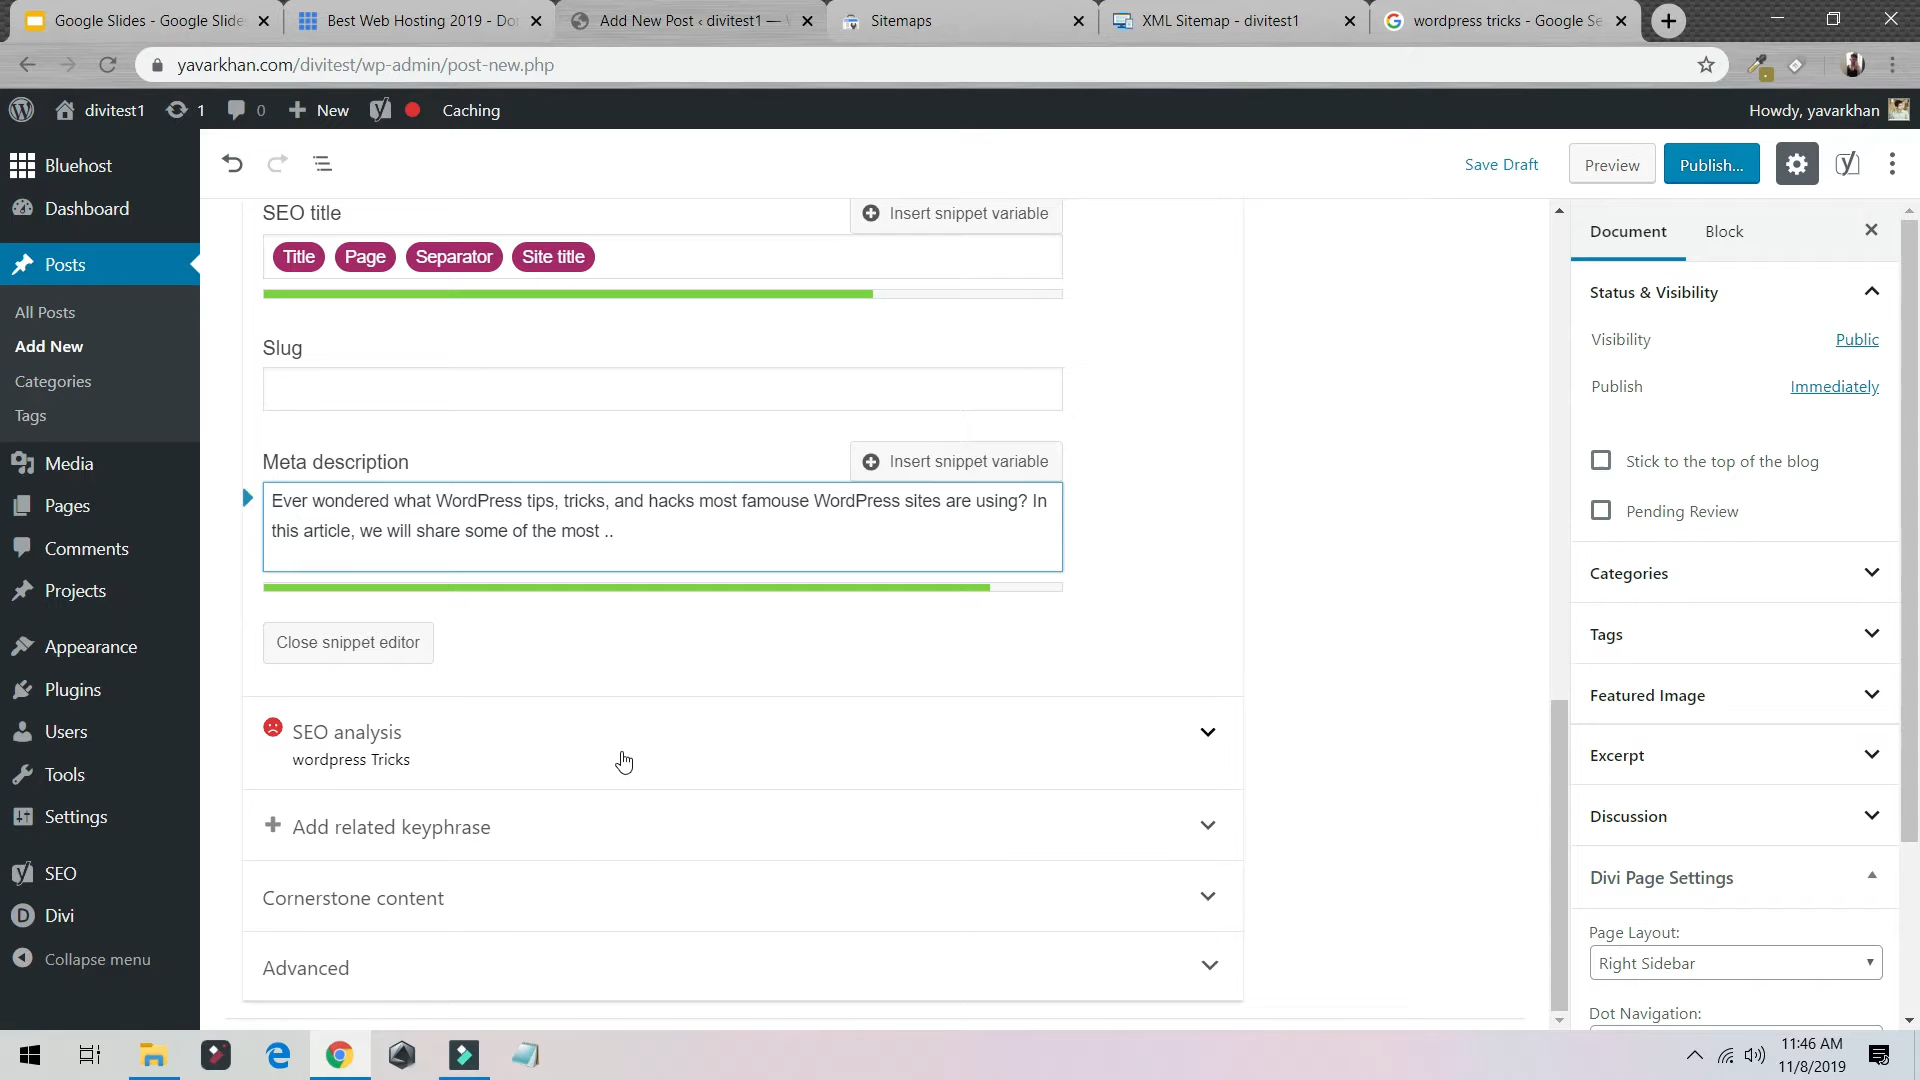 Google Slides - Google Slide
Best Web Hosting 2019 - Do
Add New Post ‹ divitest1 —
Sitemaps
XML Sitemap - divitest1
wordpress tricks - Google Se
yavarkhan.com/divitest/wp-admin/post-new.php
divitest1
1
0
New
Caching
Howdy, yavarkhan
Bluehost
Dashboard
Posts
All Posts
Add New
Categories
Tags
Media
Pages
Comments
Projects
Appearance
Plugins
Users
Tools
Settings
SEO
Divi
Collapse menu
Save Draft
Preview
Publish...
SEO title
Insert snippet variable
Title
Page
Separator
Site title
Slug
Meta description
Insert snippet variable
Ever wondered what WordPress tips, tricks, and hacks most famouse WordPress sites are using? In
this article, we will share some of the most ..
Close snippet editor
SEO analysis
wordpress Tricks
Add related keyphrase
Cornerstone content
Advanced
Document
Block
Status & Visibility
Visibility
Public
Publish
Immediately
Stick to the top of the blog
Pending Review
Categories
Tags
Featured Image
Excerpt
Discussion
Divi Page Settings
Page Layout:
Right Sidebar
Dot Navigation:
11:46 AM
11/8/2019